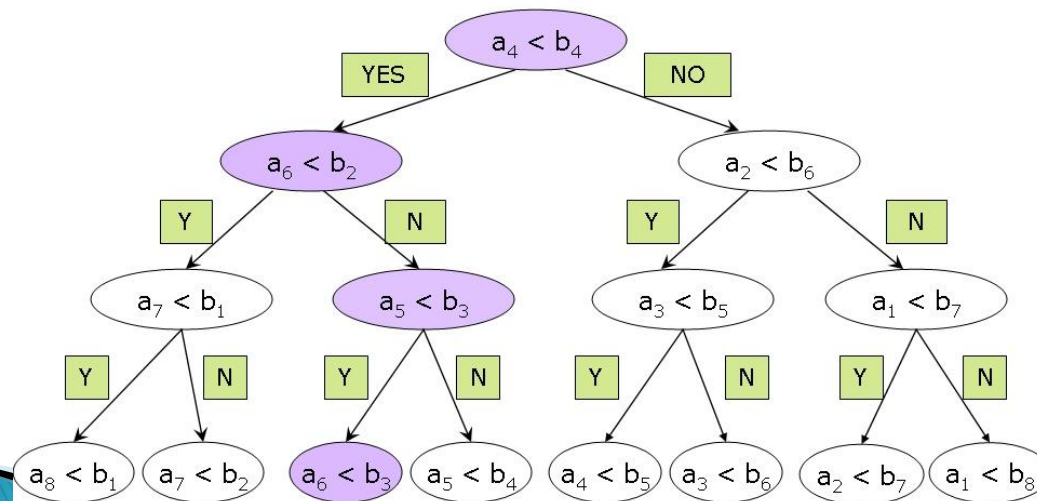 a₄ < b₄
YES NO
a₆ < b₂ a₂ < b₆
Y N Y N
a₇ < b₁ a₅ < b₃ a₃ < b₅ a₁ < b₇
Y N Y N Y N Y N
a₈ < b₁ a₇ < b₂ a₆ < b₃ a₅ < b₄ a₄ < b₅ a₃ < b₆ a₂ < b₇ a₁ < b₈